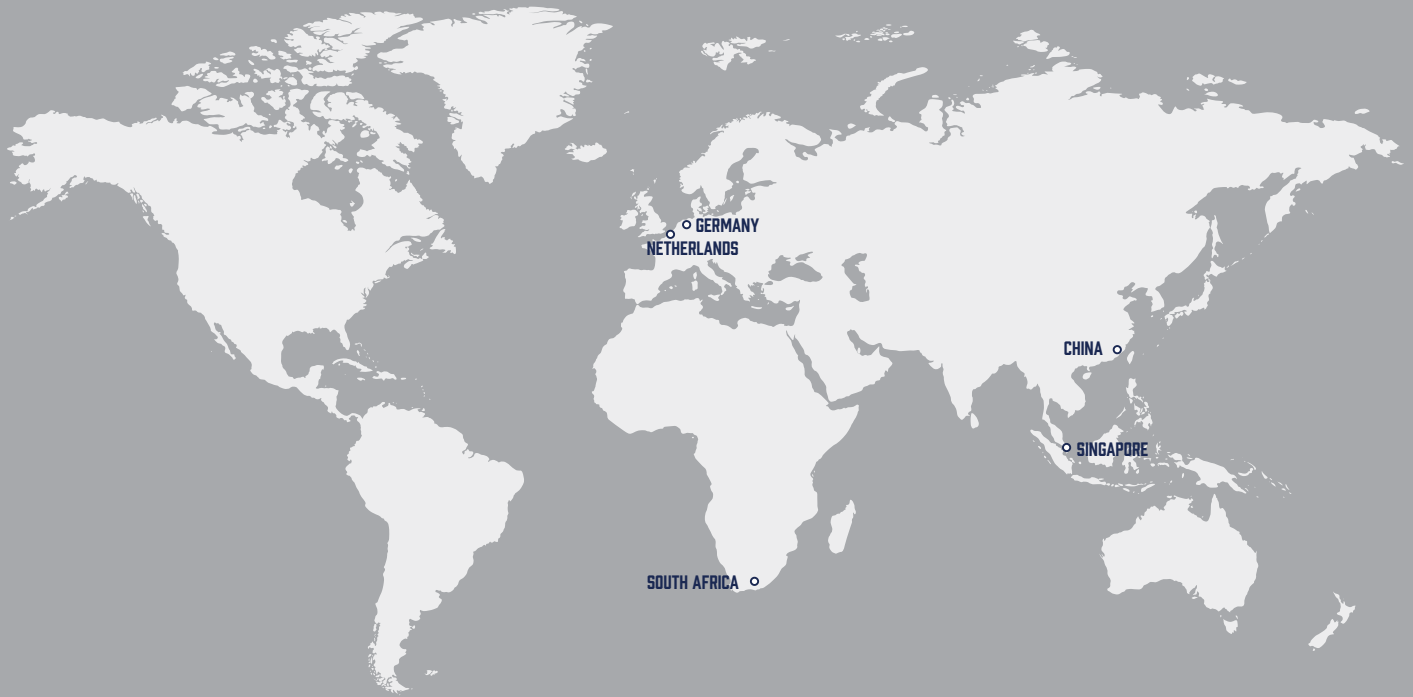 GERMANY
NETHERLANDS
CHINA
SINGAPORE
SOUTH AFRICA